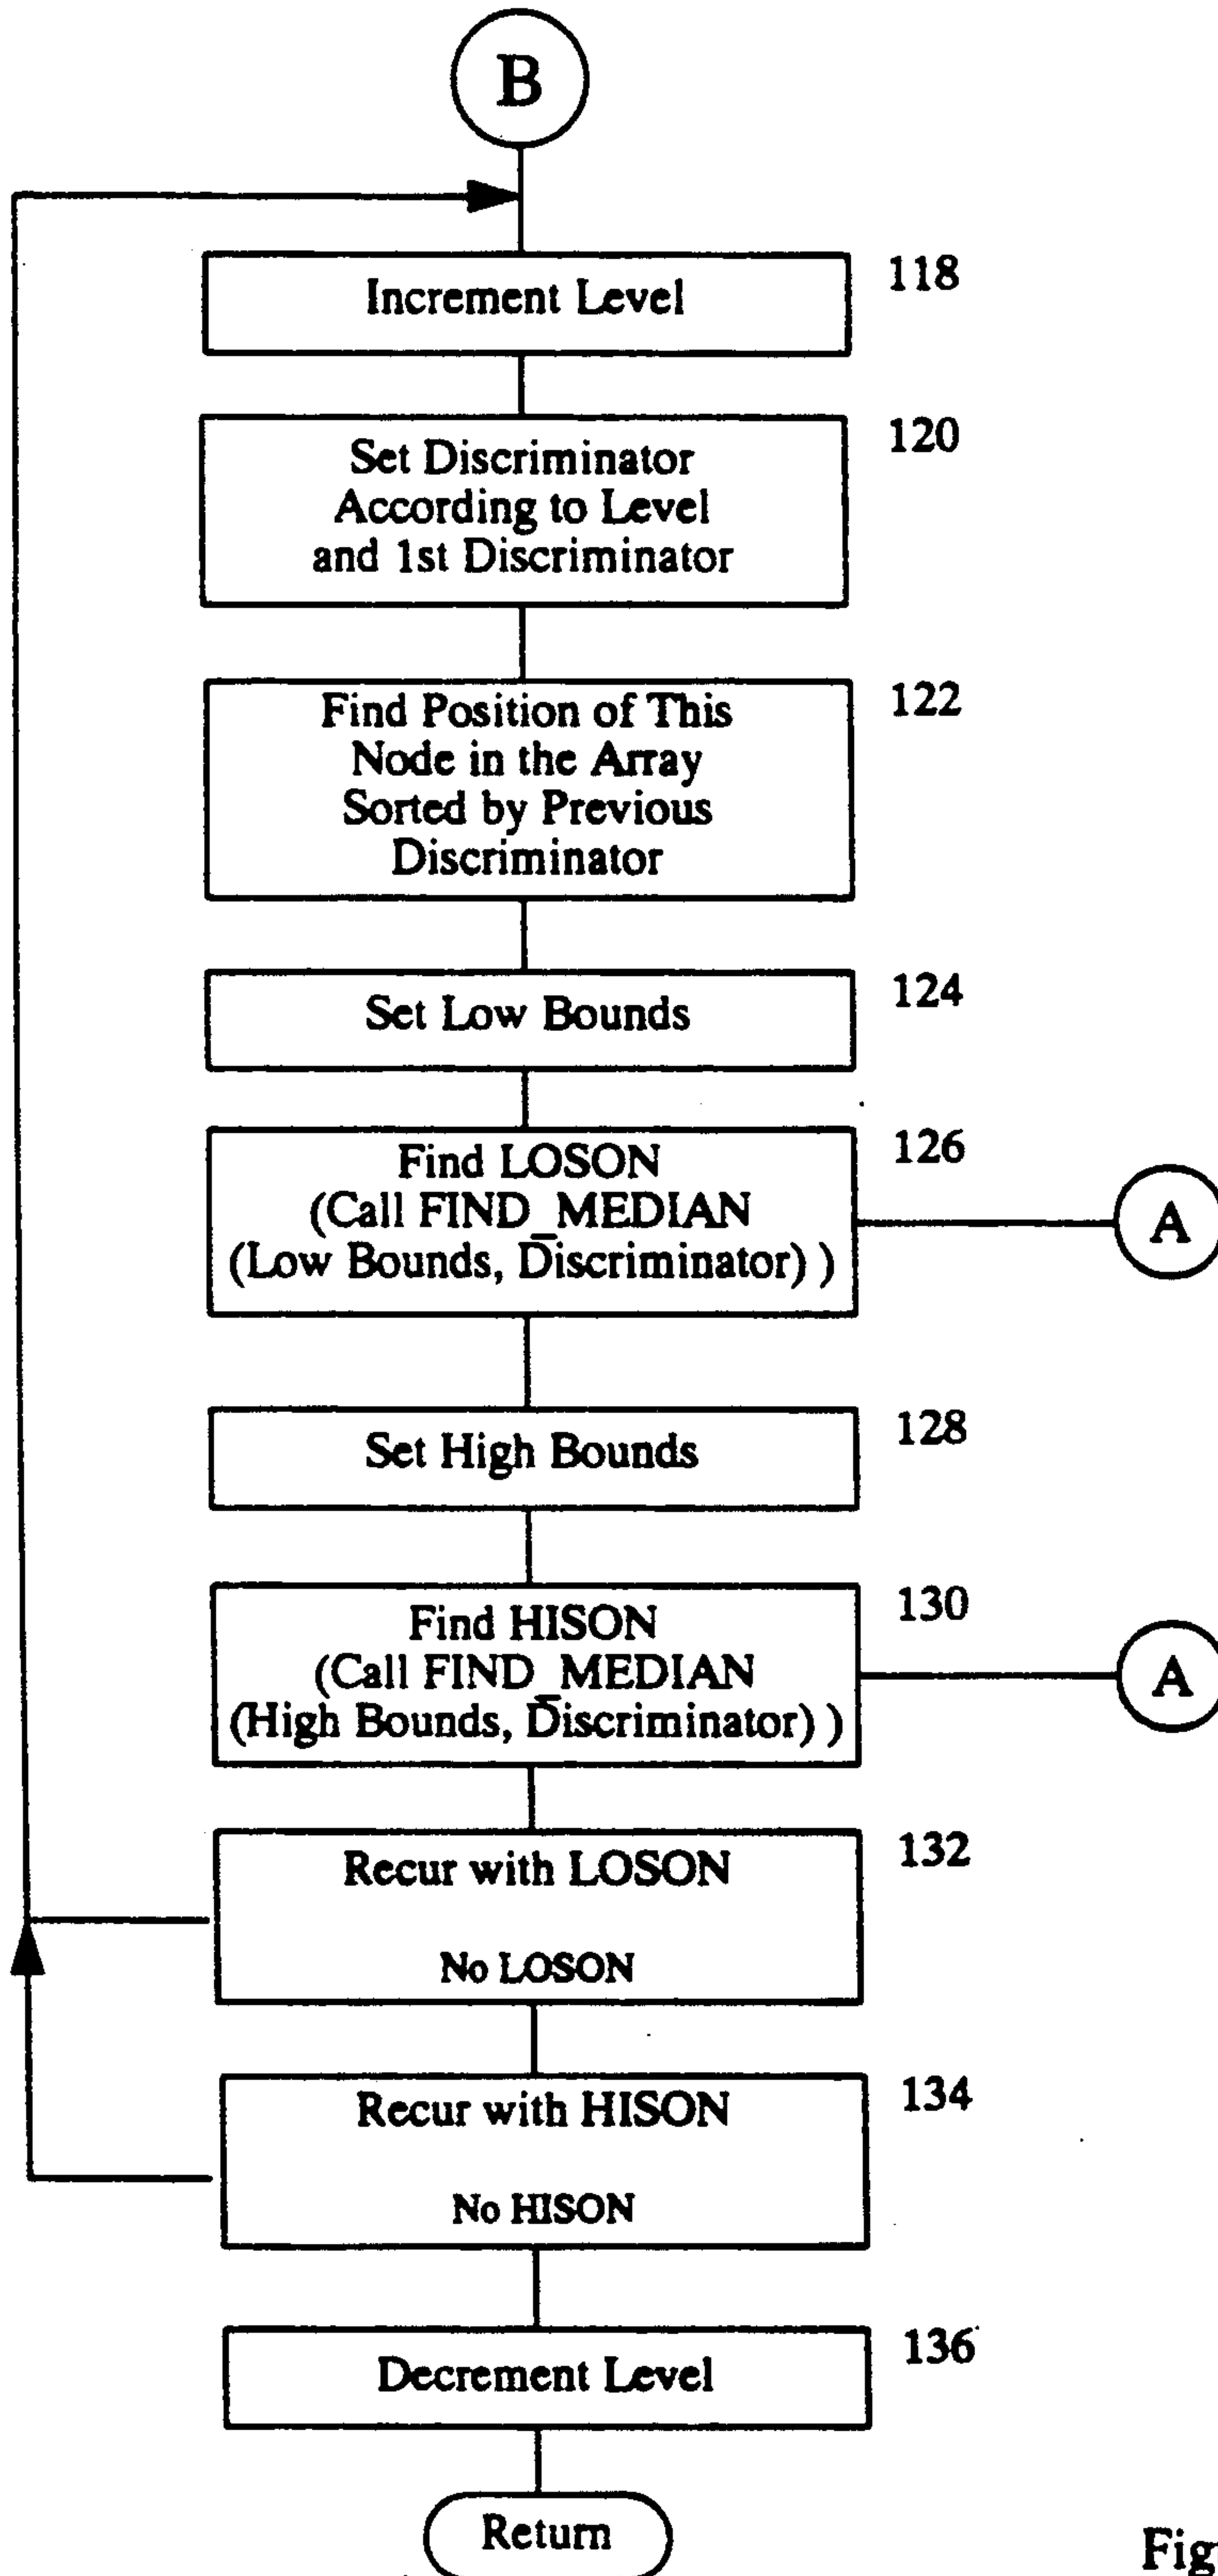 B
Increment Level
118
Set Discriminator
According to Level
and 1st Discriminator
120
Find Position of This
Node in the Array
Sorted by Previous
Discriminator
122
Set Low Bounds
124
Find LOSON
(Call FIND_MEDIAN
(Low Bounds, Discriminator) )
126
A
Set High Bounds
128
Find HISON
(Call FIND_MEDIAN
(High Bounds, Discriminator) )
130
A
Recur with LOSON
No LOSON
132
Recur with HISON
No HISON
134
Decrement Level
136
Return
Fig